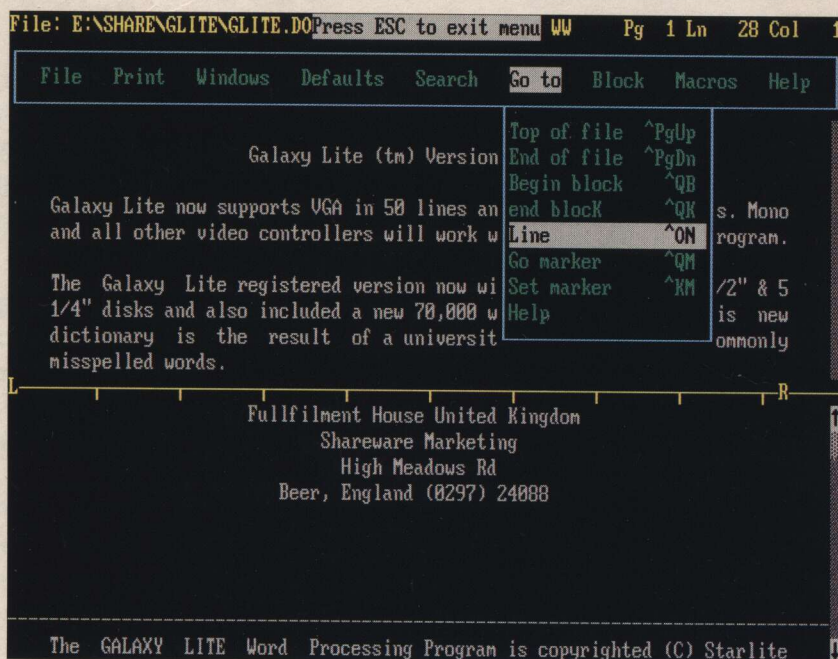 File: E:\SHARE\GLITE\GLITE.DO Press ESC to exit menu WW Pg 1 Ln 28 Col 1
File Print Windows Defaults Search Go to Block Macros Help
Top of file ^PgUp
End of file ^PgDn
Begin block ^QB
end blocK ^QK
Line ^ON
Go marker ^QM
Set marker ^KM
Help
Galaxy Lite (tm) Version
Galaxy Lite now supports VGA in 50 lines an s. Mono
and all other video controllers will work w rogram.
The Galaxy Lite registered version now wi /2" & 5
1/4" disks and also included a new 70,000 w is new
dictionary is the result of a universit ommonly
misspelled words.
L R
Fullfilment House United Kingdom
Shareware Marketing
High Meadows Rd
Beer, England (0297) 24088
The GALAXY LITE Word Processing Program is copyrighted (C) Starlite